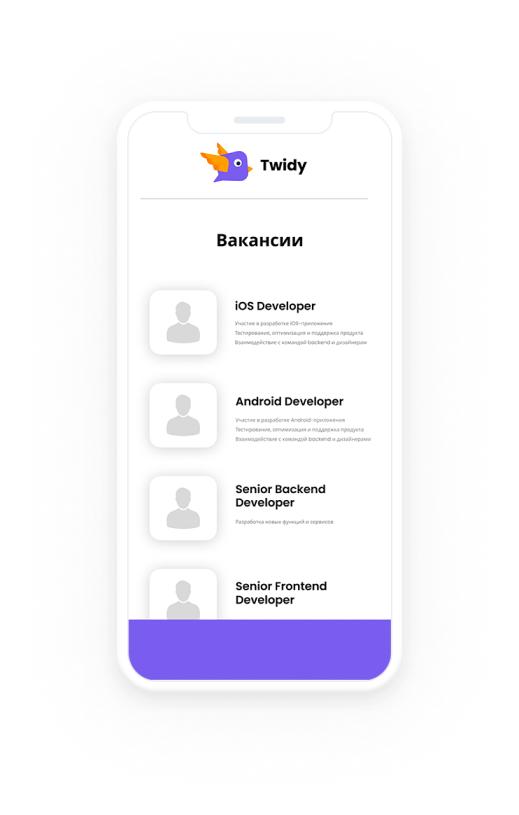 Twidy
Вакансии
iOS Developer
Участие в разработке iOS-приложения
Тестирование, оптимизация и поддержка продукта
Взаимодействие с командой backend и дизайнерам
Android Developer
Участие в разработке Android-приложения
Тестирование, оптимизация и поддержка продукта
Взаимодействие с командой backend и дизайнерами
Senior Backend
Developer
Разработка новых функций и сервисов
Senior Frontend
Developer